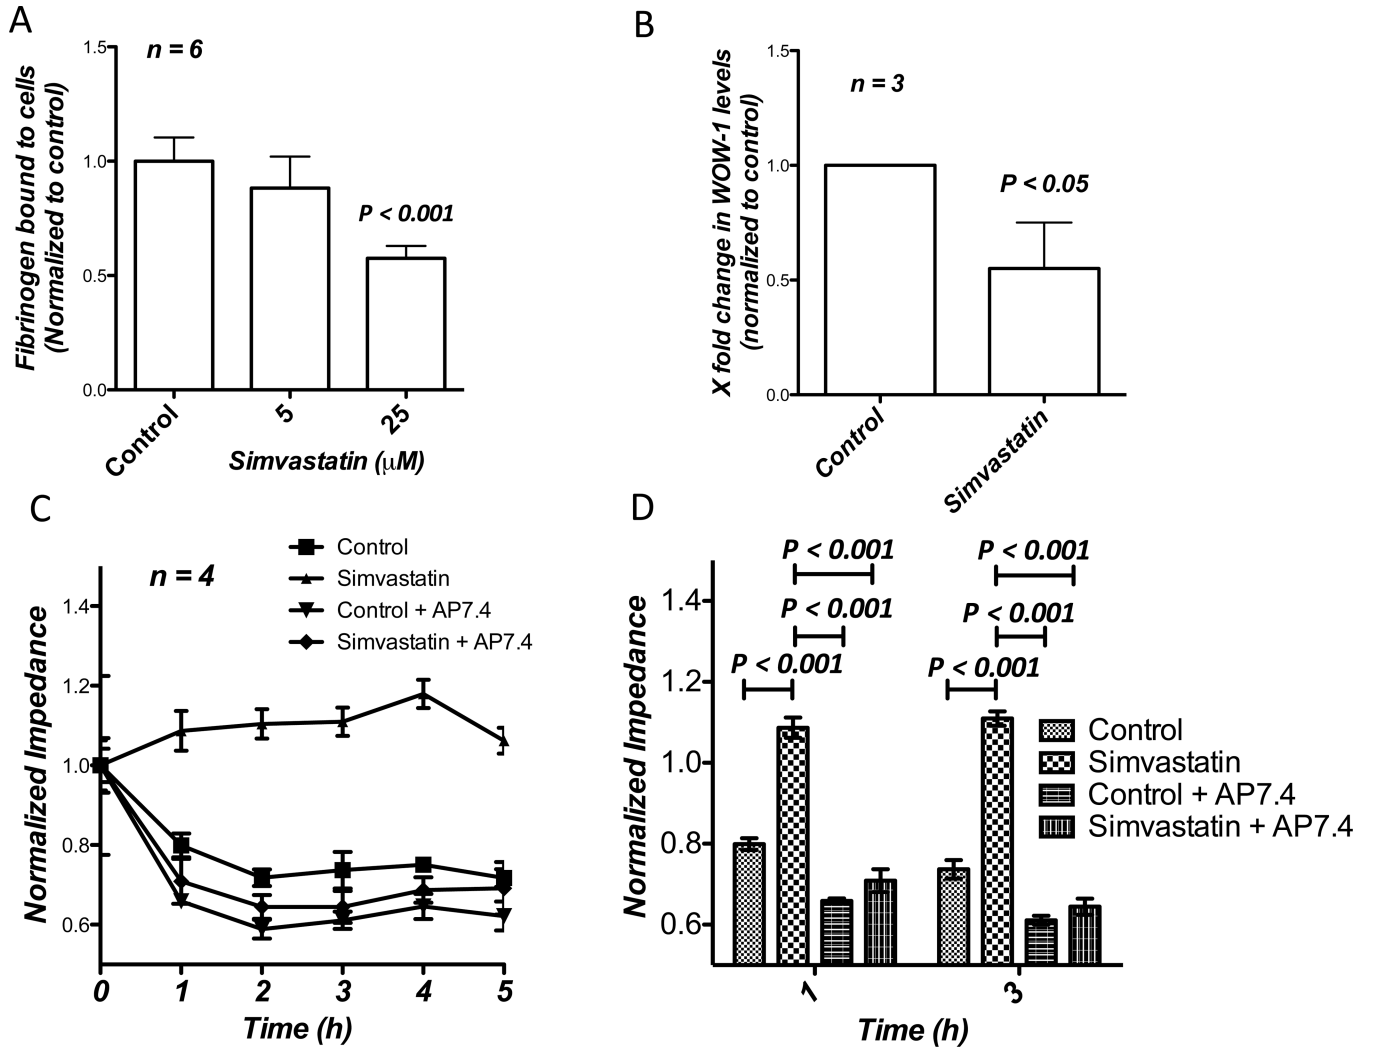 A
Fibrinogen bound to cells
(Normalized to control)
1.5
1.0
0.5
0.0
n = 6
P < 0.001
Control
5
25
Simvastatin (μM)
B
X fold change in WOW-1 levels
(normalized to control)
1.5
1.0
0.5
0.0
n = 3
P < 0.05
Control
Simvastatin
C
Normalized Impedance
1.4
1.2
1.0
0.8
0.6
n = 4
Control
Simvastatin
Control + AP7.4
Simvastatin + AP7.4
0
1
2
3
4
5
Time (h)
D
Normalized Impedance
1.4
1.2
1.0
0.8
0.6
P < 0.001
P < 0.001
P < 0.001
P < 0.001
P < 0.001
P < 0.001
Control
Simvastatin
Control + AP7.4
Simvastatin + AP7.4
1
3
Time (h)